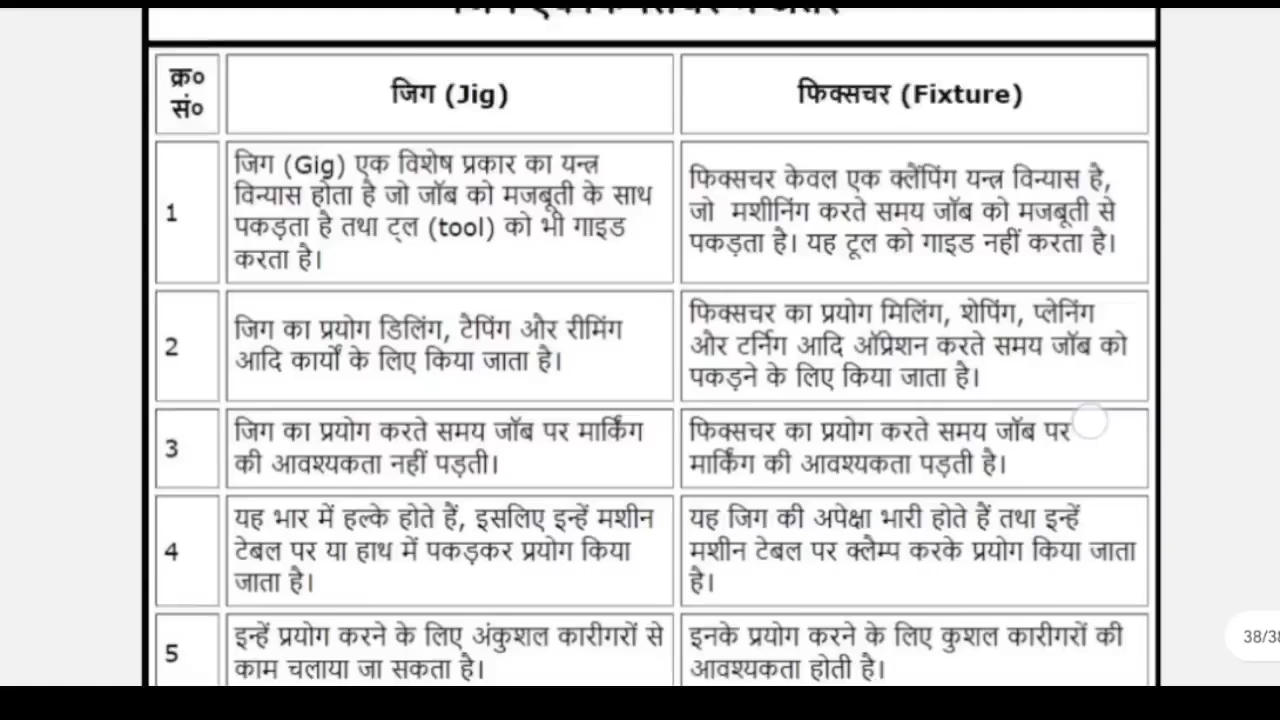 क्र०
सं०
जिग (Jig)
फिक्सचर (Fixture)
1
जिग (Gig) एक विशेष प्रकार का यन्त्र
विन्यास होता है जो जॉब को मजबूती के साथ
पकड़ता है तथा ट्ल (tool) को भी गाइड
करता है।
फिक्सचर केवल एक क्लैंपिंग यन्त्र विन्यास है,
जो मशीनिंग करते समय जॉब को मजबूती से
पकड़ता है। यह टूल को गाइड नहीं करता है।
2
जिग का प्रयोग डिलिंग, टैपिंग और रीमिंग
आदि कार्यों के लिए किया जाता है।
फिक्सचर का प्रयोग मिलिंग, शेपिंग, प्लेनिंग
और टर्निग आदि ऑप्रेशन करते समय जॉब को
पकड़ने के लिए किया जाता है।
3
जिग का प्रयोग करते समय जॉब पर मार्किंग
की आवश्यकता नहीं पड़ती।
फिक्सचर का प्रयोग करते समय जॉब पर
मार्किंग की आवश्यकता पड़ती है।
4
यह भार में हल्के होते हैं, इसलिए इन्हें मशीन
टेबल पर या हाथ में पकड़कर प्रयोग किया
जाता है।
यह जिग की अपेक्षा भारी होते हैं तथा इन्हें
मशीन टेबल पर क्लैम्प करके प्रयोग किया जाता
है।
5
इन्हें प्रयोग करने के लिए अंकुशल कारीगरों से
काम चलाया जा सकता है।
इनके प्रयोग करने के लिए कुशल कारीगरों की
आवश्यकता होती है।
38/38